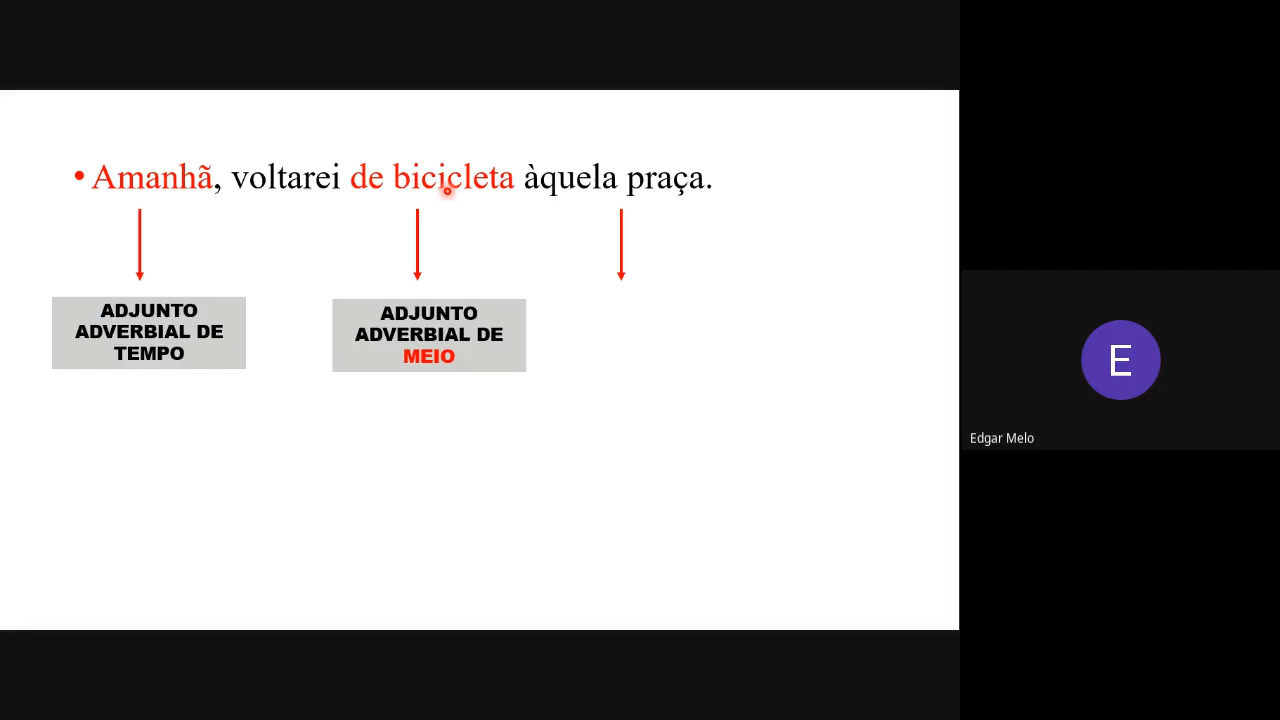 • Amanhã, voltarei de bicicleta àquela praça.
ADJUNTO
ADVERBIAL DE
TEMPO
ADJUNTO
ADVERBIAL DE
MEIO
E
Edgar Melo